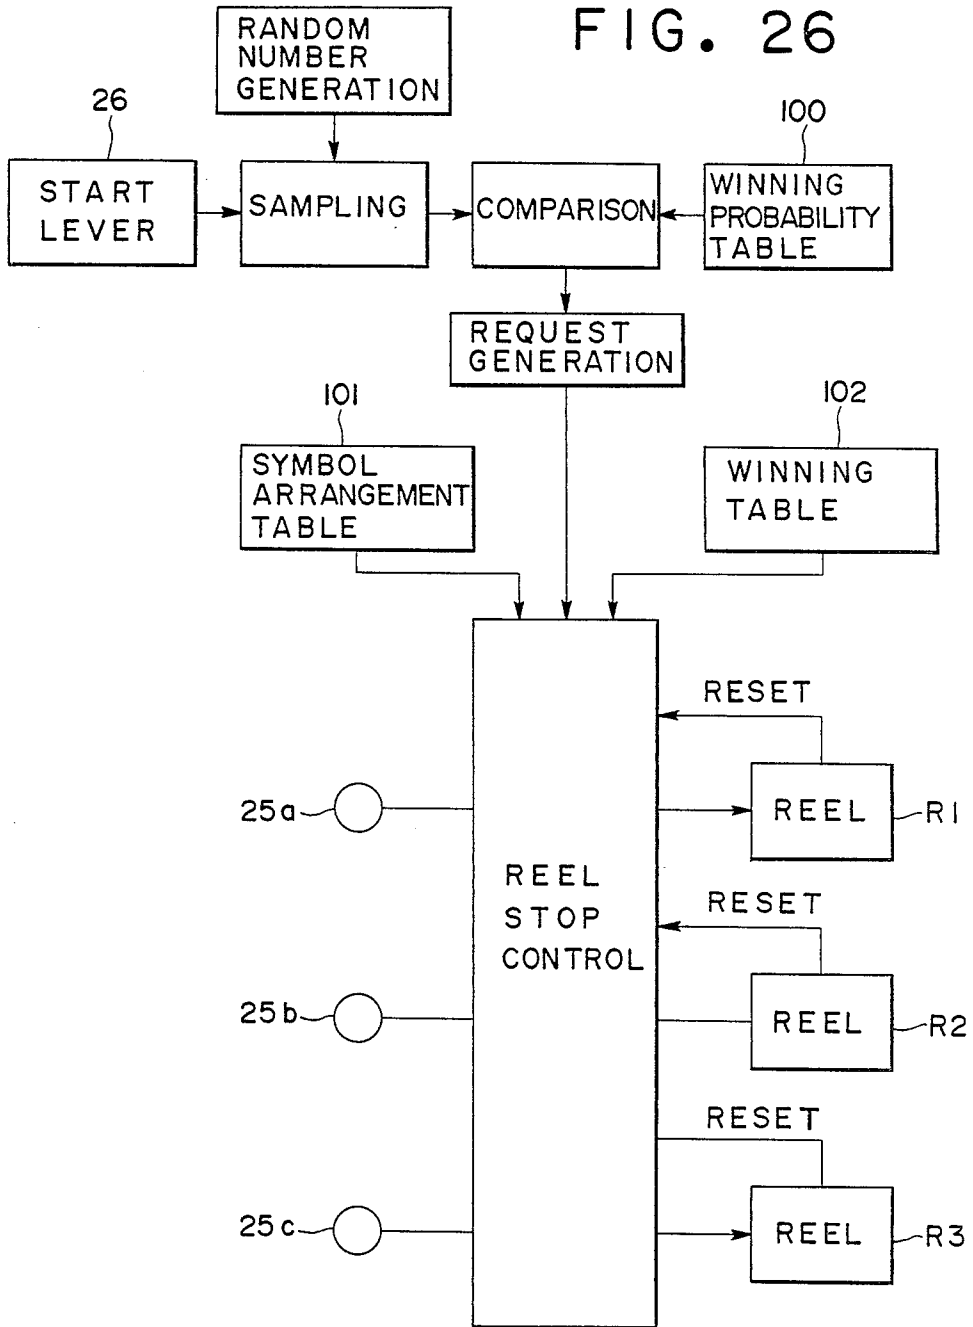 FIG. 26
RANDOM
NUMBER
GENERATION
26
100
START
LEVER
SAMPLING
COMPARISON
WINNING
PROBABILITY
TABLE
REQUEST
GENERATION
101
102
SYMBOL
ARRANGEMENT
TABLE
WINNING
TABLE
RESET
25a
REEL
R1
REEL
STOP
CONTROL
RESET
25b
REEL
R2
RESET
25c
REEL
R3